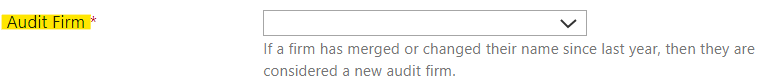 Audit Firm*
If a firm has merged or changed their name since last year, then they are
considered a new audit firm.